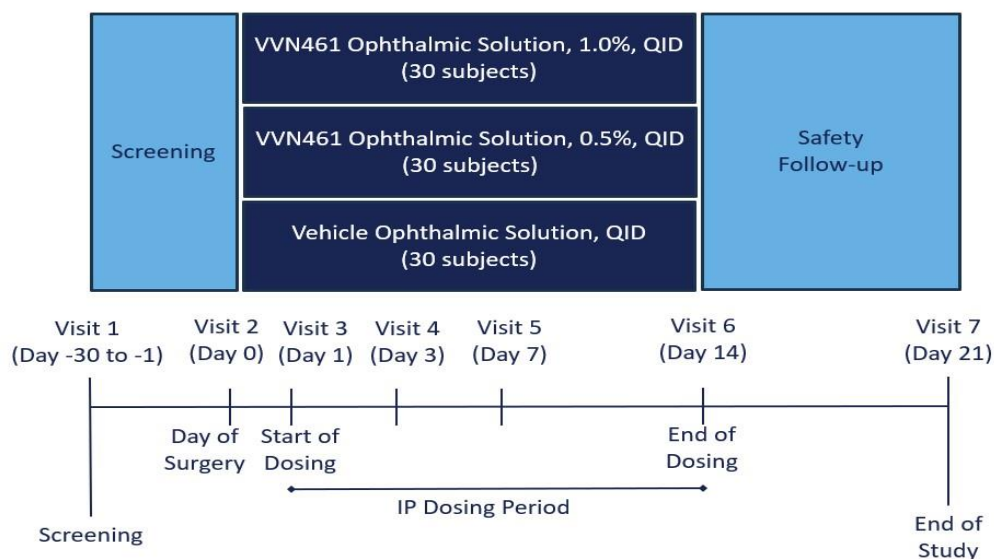 Screening
VVN461 Ophthalmic Solution, 1.0%, QID
(30 subjects)
VVN461 Ophthalmic Solution, 0.5%, QID
(30 subjects)
Vehicle Ophthalmic Solution, QID
(30 subjects)
Safety
Follow-up
Visit 1
(Day -30 to -1)
Visit 2
(Day 0)
Visit 3
(Day 1)
Visit 4
(Day 3)
Visit 5
(Day 7)
Visit 6
(Day 14)
Visit 7
(Day 21)
Day of
Surgery
Start of
Dosing
End of
Dosing
IP Dosing Period
Screening
End of
Study